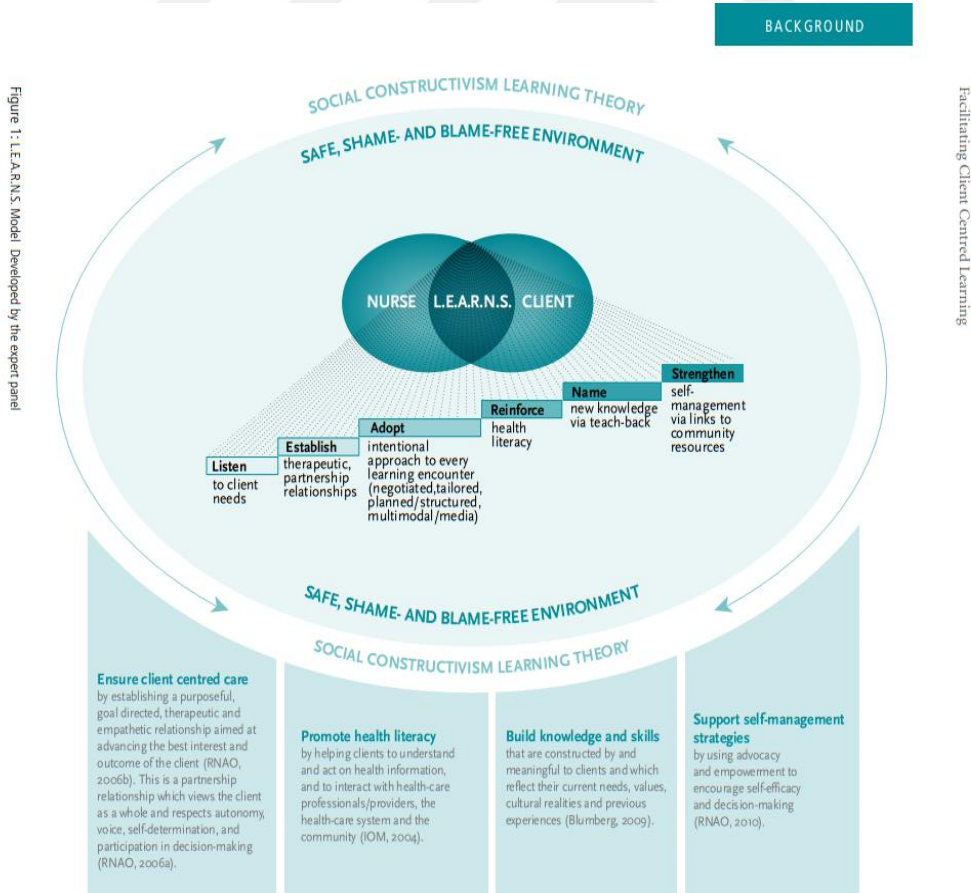 BACKGROUND
Facilitating Client Centred Learning
Figure 1: L.E.A.R.N.S. Model Developed by the expert panel
SOCIAL CONSTRUCTIVISM LEARNING THEORY
SAFE, SHAME- AND BLAME-FREE ENVIRONMENT
NURSE
L.E.A.R.N.S.
CLIENT
Listen
to client
needs
Establish
therapeutic,
partnership
relationships
Adopt
intentional
approach to every
learning encounter
(negotiated,tailored,
planned/structured,
multimodal/media)
Reinforce
health
literacy
Name
new knowledge
via teach-back
Strengthen
self-
management
via links to
community
resources
SAFE, SHAME- AND BLAME-FREE ENVIRONMENT
SOCIAL CONSTRUCTIVISM LEARNING THEORY
Ensure client centred care
by establishing a purposeful,
goal directed, therapeutic and
empathetic relationship aimed at
advancing the best interest and
outcome of the client (RNAO,
2006b). This is a partnership
relationship which views the client
as a whole and respects autonomy,
voice, self-determination, and
participation in decision-making
(RNAO, 2006a).
Promote health literacy
by helping clients to understand
and act on health information,
and to interact with health-care
professionals/providers, the
health-care system and the
community (IOM, 2004).
Build knowledge and skills
that are constructed by and
meaningful to clients and which
reflect their current needs, values,
cultural realities and previous
experiences (Blumberg, 2009).
Support self-management
strategies
by using advocacy
and empowerment to
encourage self-efficacy
and decision-making
(RNAO, 2010).